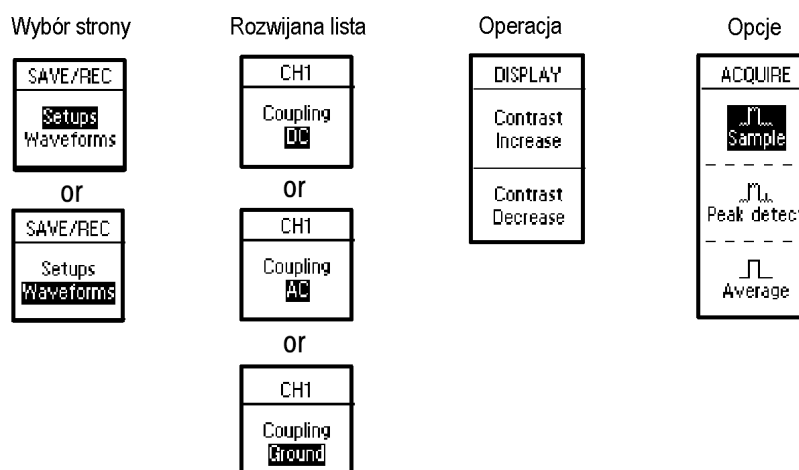 Wybór strony
Rozwijana lista
Operacja
Opcje
SAVE/REC
Setups
Waveforms
or
SAVE/REC
Setups
Waveforms
CH1
Coupling
DC
or
CH1
Coupling
AC
or
CH1
Coupling
Ground
DISPLAY
Contrast
Increase
Contrast
Decrease
ACQUIRE
Sample
Peak detect
Average